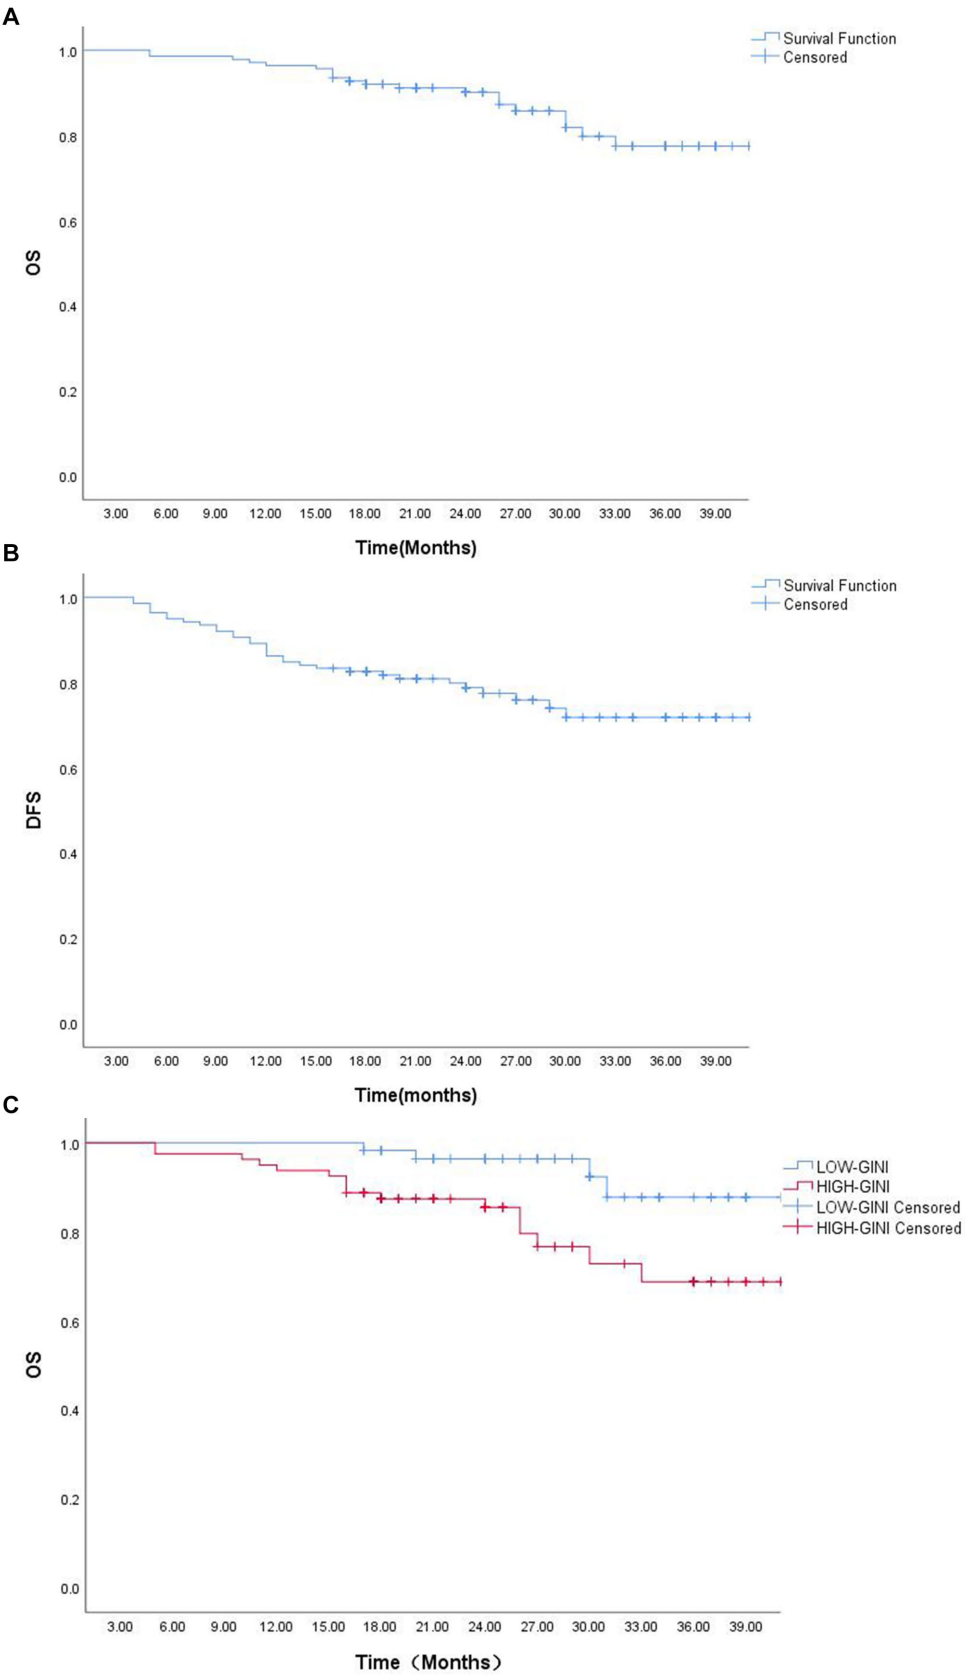 A
1.0
0.8
0.6
0.4
0.2
0.0
OS
3.00 6.00 9.00 12.00 15.00 18.00 21.00 24.00 27.00 30.00 33.00 36.00 39.00
Time(Months)
Survival Function
Censored
B
1.0
0.8
0.6
0.4
0.2
0.0
DFS
3.00 6.00 9.00 12.00 15.00 18.00 21.00 24.00 27.00 30.00 33.00 36.00 39.00
Time(months)
Survival Function
Censored
C
1.0
0.8
0.6
0.4
0.2
0.0
OS
3.00 6.00 9.00 12.00 15.00 18.00 21.00 24.00 27.00 30.00 33.00 36.00 39.00
Time（Months）
LOW-GINI
HIGH-GINI
LOW-GINI Censored
HIGH-GINI Censored